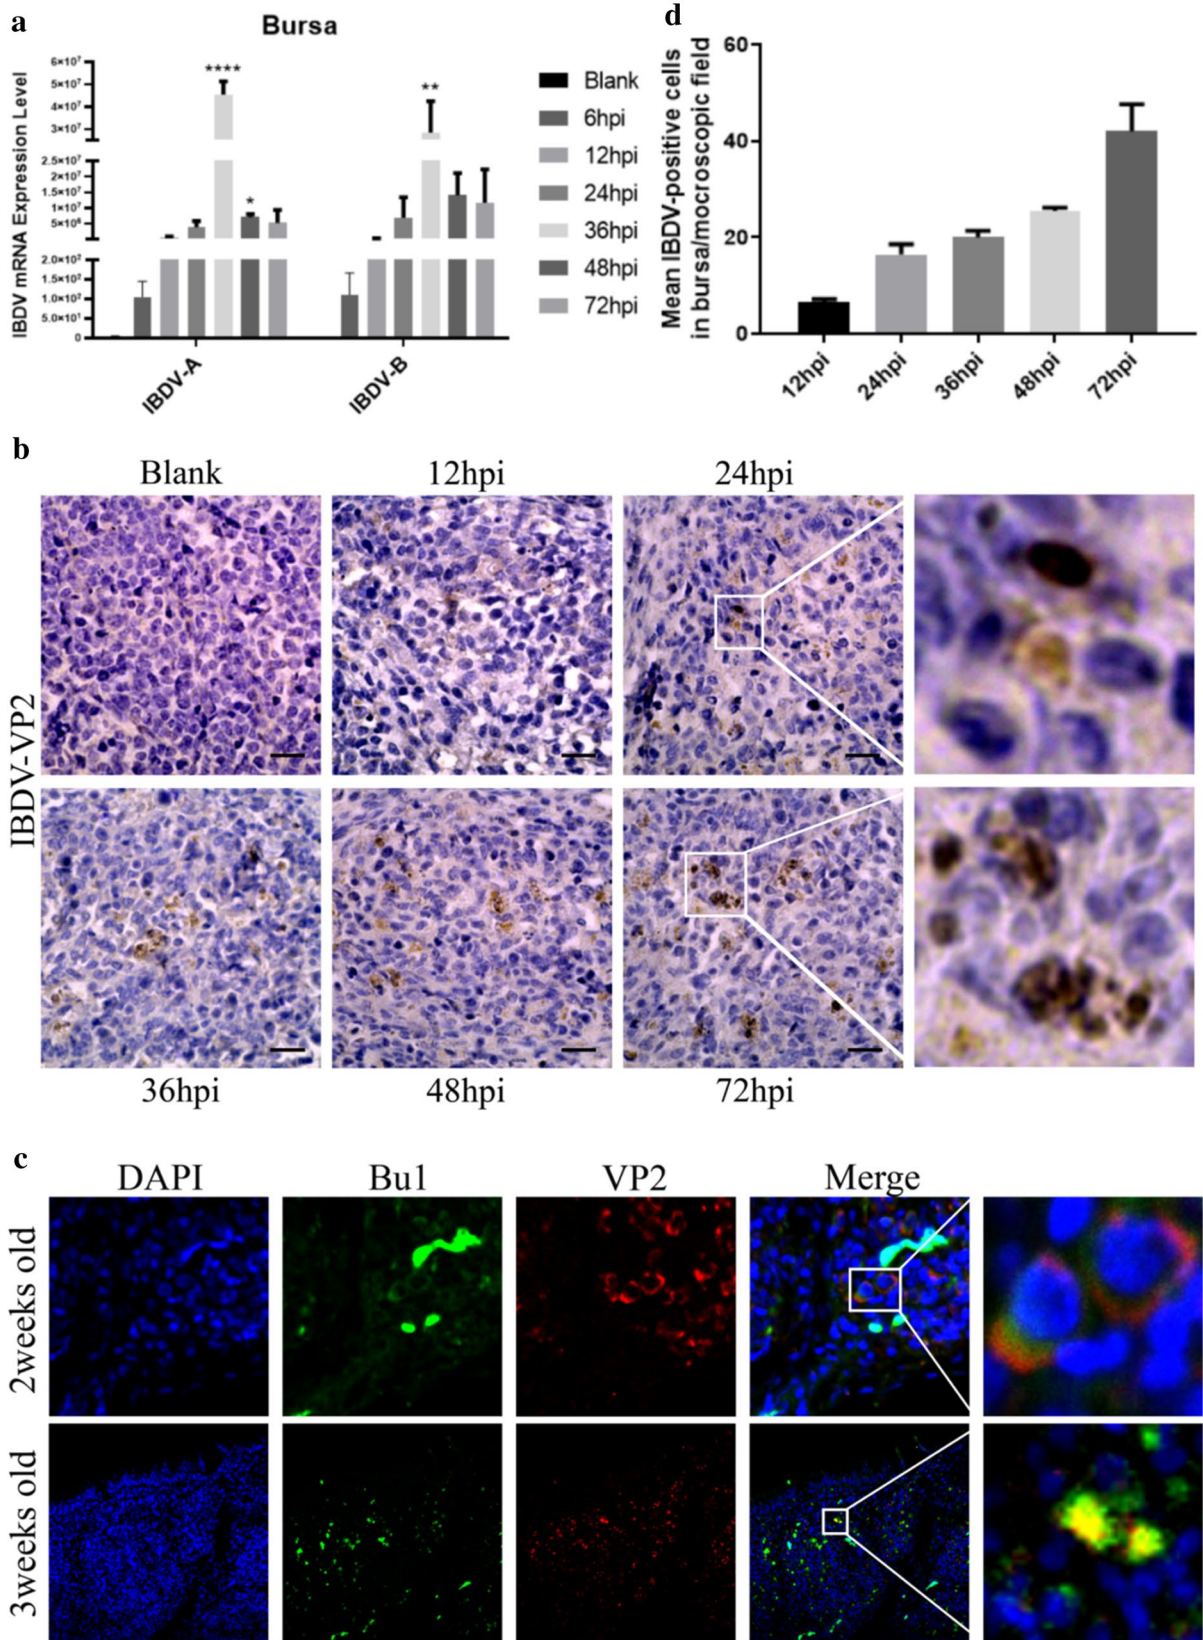 a
Bursa
IBDV mRNA Expression Level
6×10⁷
5×10⁷
4×10⁷
3×10⁷
2.5×10⁷
2.0×10⁷
1.5×10⁷
1.0×10⁷
5×10⁶
2.0×10²
1.5×10²
1.0×10²
5.0×10¹
0
****
*
**
IBDV-A
IBDV-B
Blank
6hpi
12hpi
24hpi
36hpi
48hpi
72hpi
d
Mean IBDV-positive cells
in bursa/mocroscopic field
60
40
20
0
12hpi
24hpi
36hpi
48hpi
72hpi
b
IBDV-VP2
Blank
12hpi
24hpi
36hpi
48hpi
72hpi
c
DAPI
Bu1
VP2
Merge
2weeks old
3weeks old